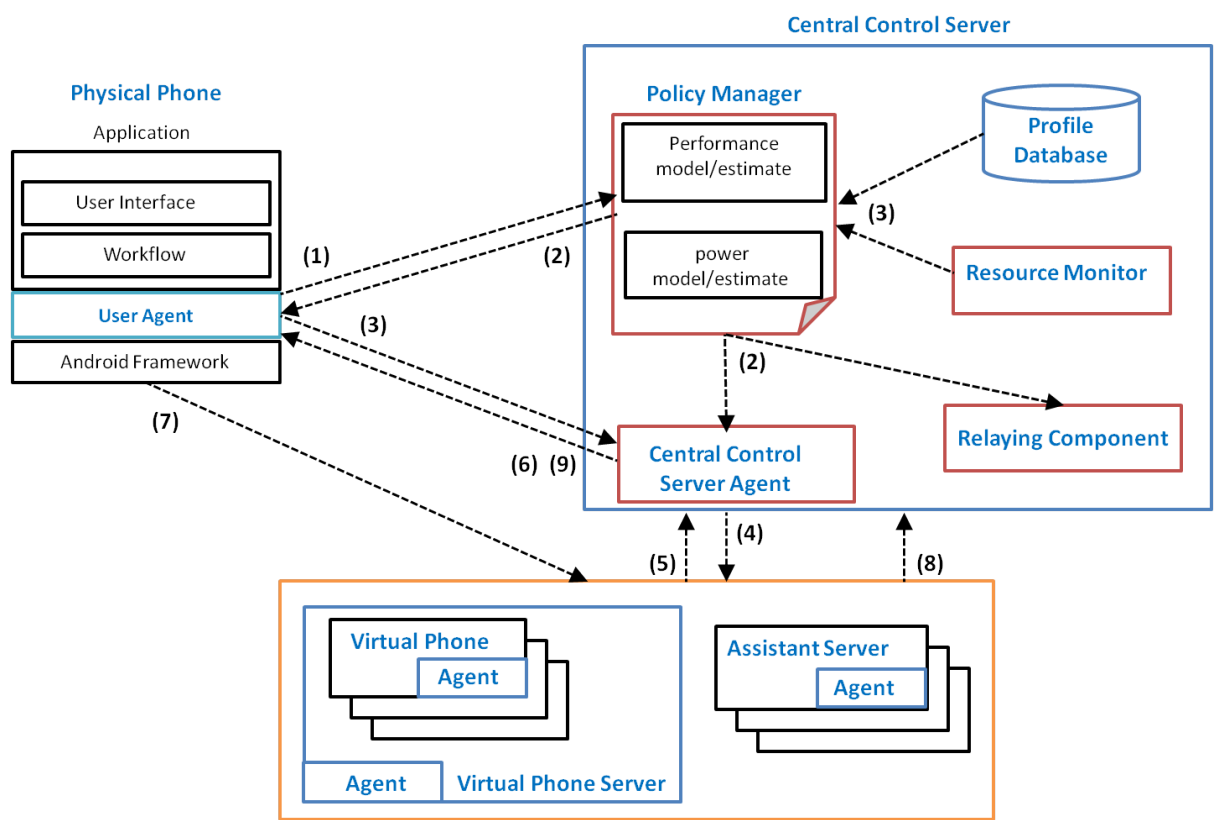 Central Control Server
Physical Phone
Application
User Interface
Workflow
User Agent
Android Framework
Policy Manager
Performance
model/estimate
power
model/estimate
Profile
Database
Resource Monitor
Relaying Component
Central Control
Server Agent
(1)
(2)
(3)
(3)
(2)
(7)
(6) (9)
(4)
(5)
(8)
Virtual Phone
Agent
Agent
Virtual Phone Server
Assistant Server
Agent